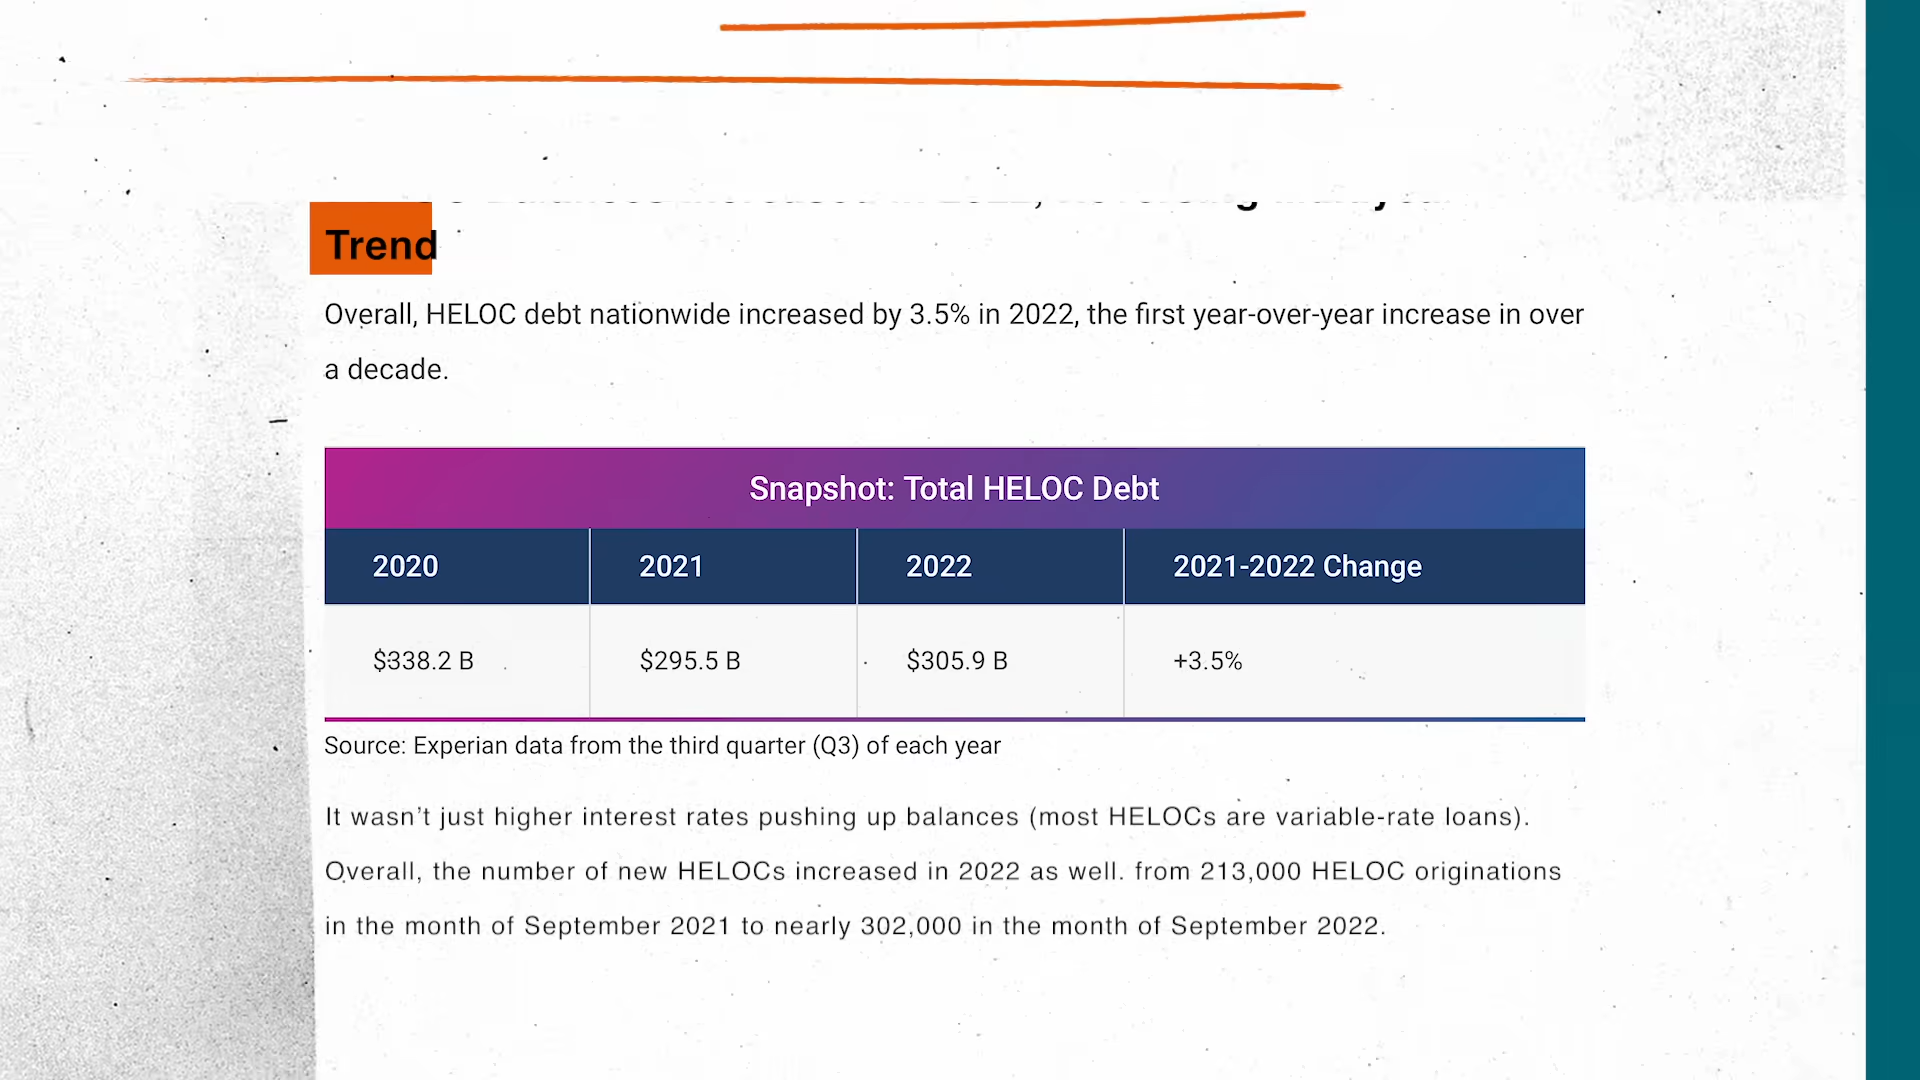 Trend
Overall, HELOC debt nationwide increased by 3.5% in 2022, the first year-over-year increase in over
a decade.
Snapshot: Total HELOC Debt
2020 2021 2022 2021-2022 Change
$338.2 B $295.5 B $305.9 B +3.5%
Source: Experian data from the third quarter (Q3) of each year
It wasn't just higher interest rates pushing up balances (most HELOCs are variable-rate loans).
Overall, the number of new HELOCs increased in 2022 as well. from 213,000 HELOC originations
in the month of September 2021 to nearly 302,000 in the month of September 2022.